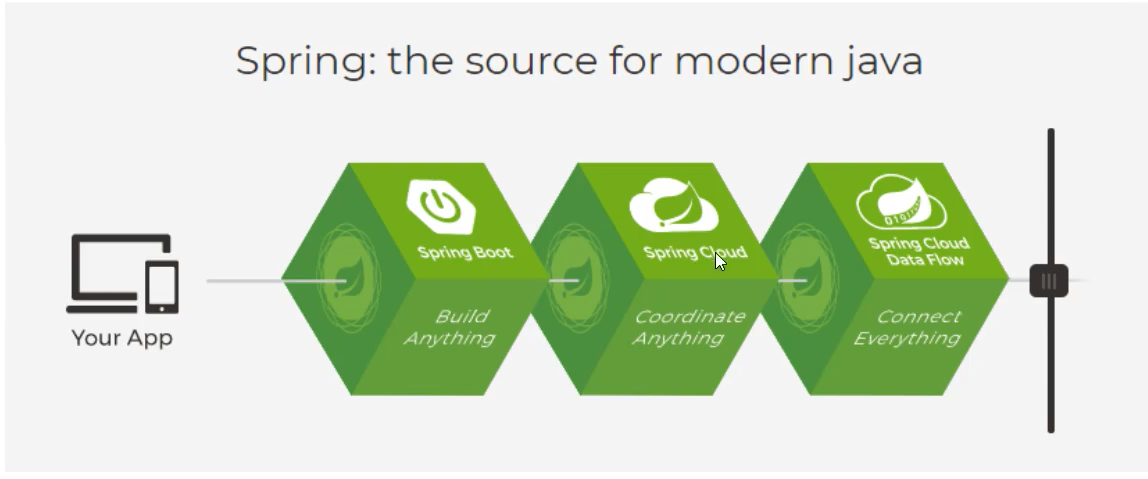 Spring: the source for modern java
Your App
Spring Boot
Build
Anything
Spring Cloud
Coordinate
Anything
Spring Cloud
Data Flow
Connect
Everything